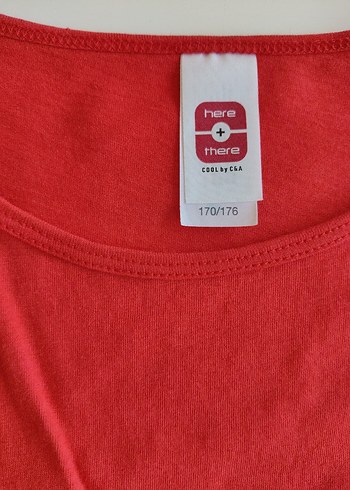 here
+
there
COOL by C&A
170/176